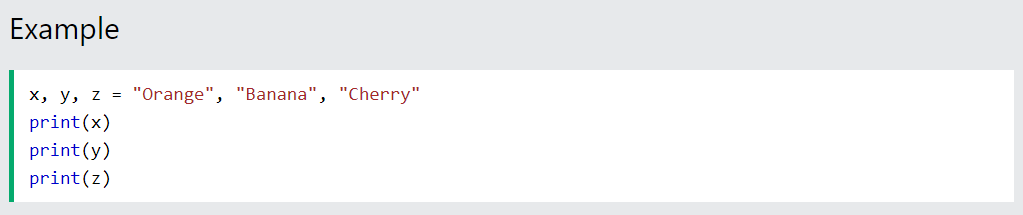 Example
x, y, z = "Orange", "Banana", "Cherry"
print(x)
print(y)
print(z)